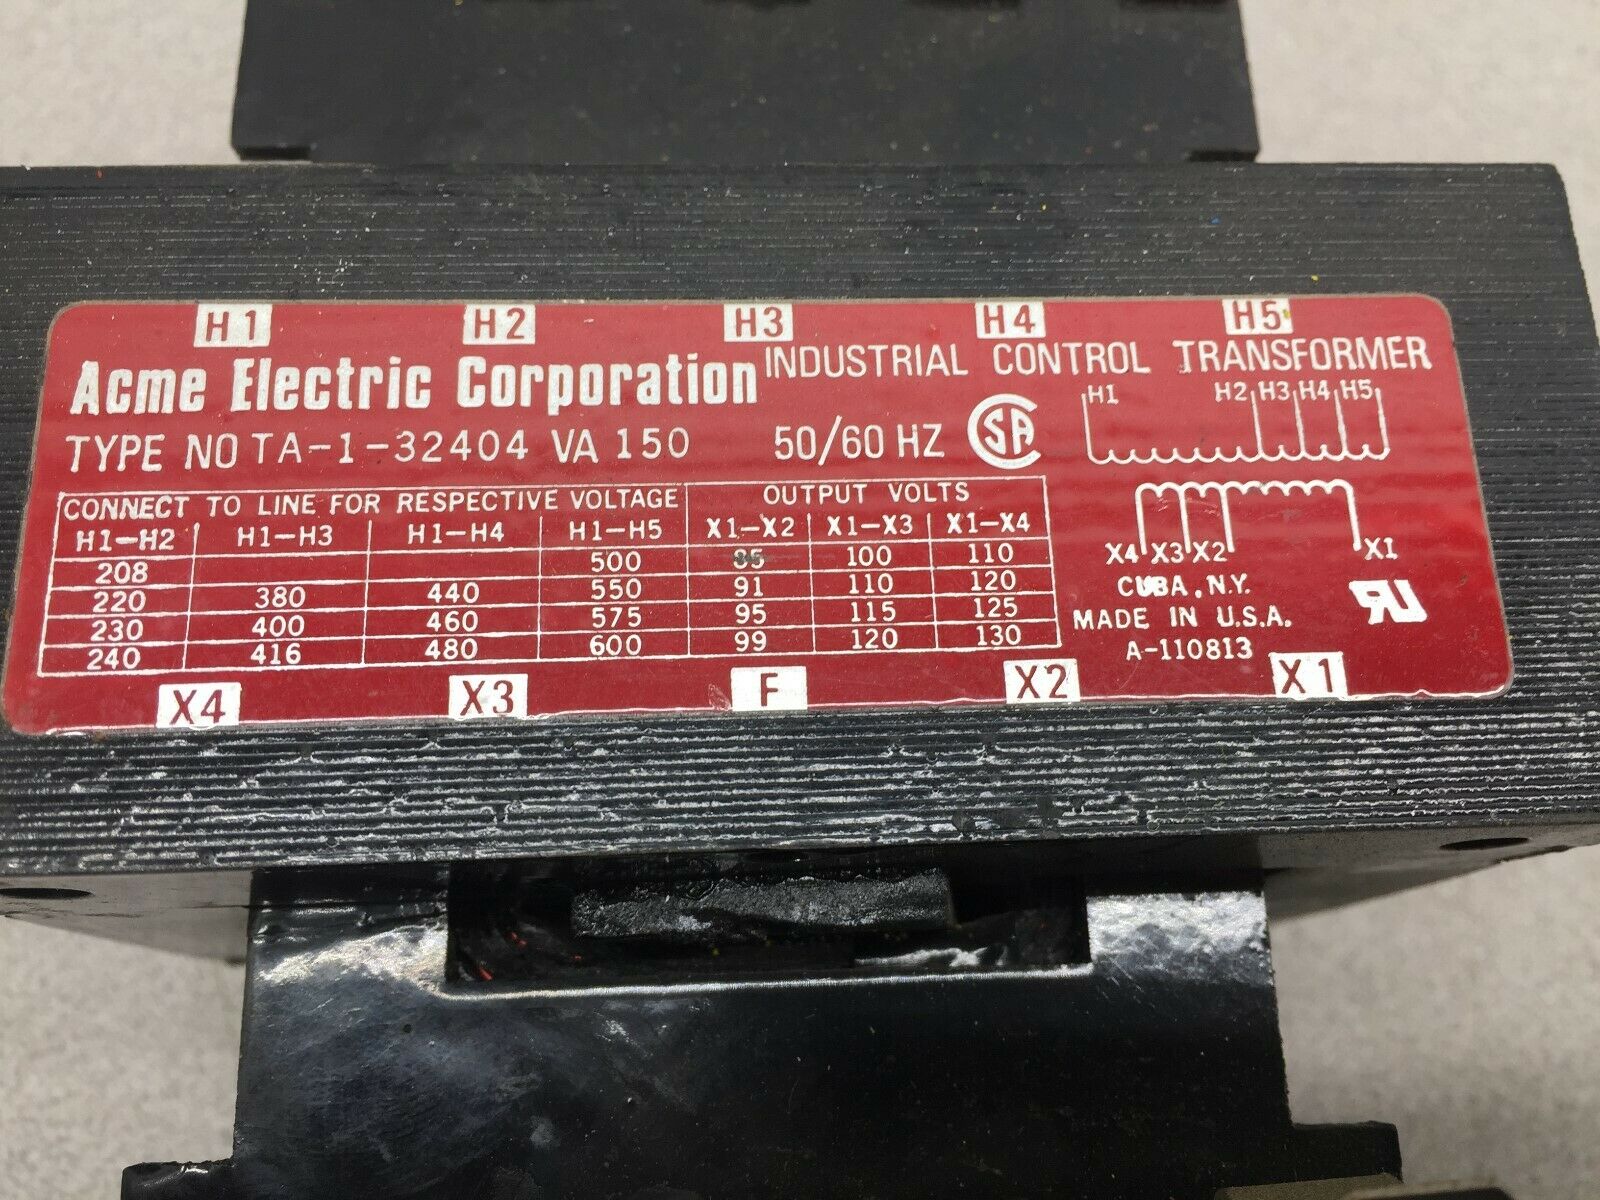 H1 H2 H3 H4 H5
Acme Electric Corporation INDUSTRIAL CONTROL TRANSFORMER
TYPE NO TA-1-32404 VA 150 50/60 HZ CSA
H1 H2 H3 H4 H5
CONNECT TO LINE FOR RESPECTIVE VOLTAGE OUTPUT VOLTS
H1-H2 H1-H3 H1-H4 H1-H5 X1-X2 X1-X3 X1-X4
208 500 85 100 110
220 380 440 550 91 110 120
230 400 460 575 95 115 125
240 416 480 600 99 120 130
X4 X3 X2 X1
CUBA, N.Y.
MADE IN U.S.A.
A-110813
RU
X4 X3 F X2 X1